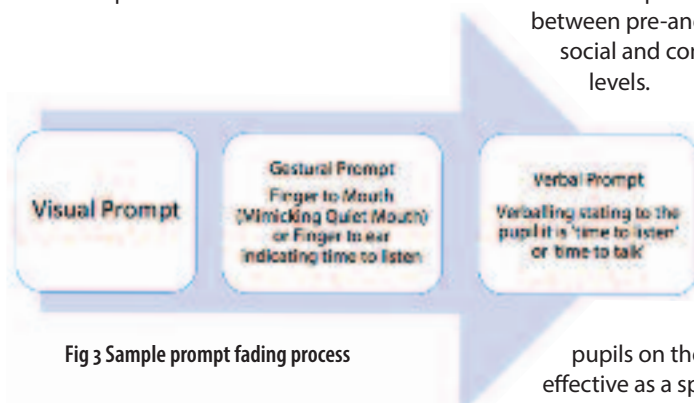 between pre-and
social and con
levels.
Visual Prompt
Gestural Prompt
Finger to Mouth
(Mimicking Quiet Mouth)
or Finger to ear
indicating time to listen
Verbal Prompt
Verballing stating to the
pupil it is 'time to listen'
or 'time to talk'
Fig 3 Sample prompt fading process
pupils on the
effective as a sp